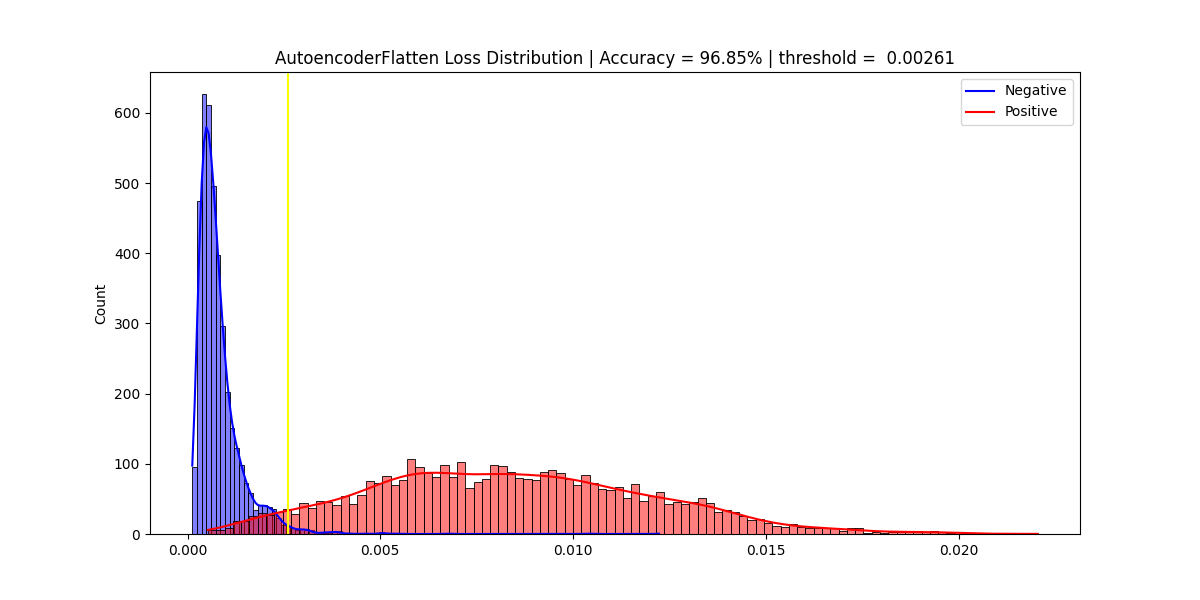 AutoencoderFlatten Loss Distribution | Accuracy = 96.85% | threshold =  0.00261
Negative
Positive
600
500
400
300
200
100
0
Count
0.000 0.005 0.010 0.015 0.020